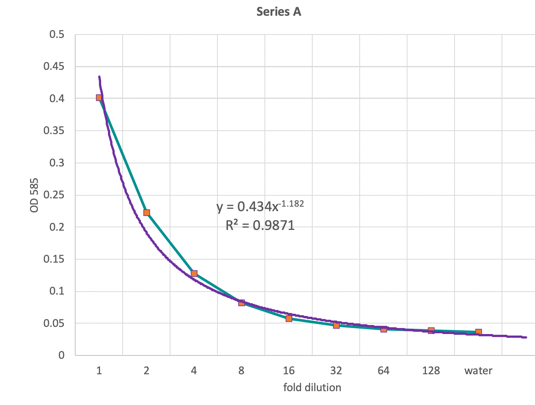 Series A
0.5
0.45
0.4
0.35
0.3
0.25
0.2
0.15
0.1
0.05
0
OD 585
y = 0.434x^-1.182
R² = 0.9871
1 2 4 8 16 32 64 128 water
fold dilution